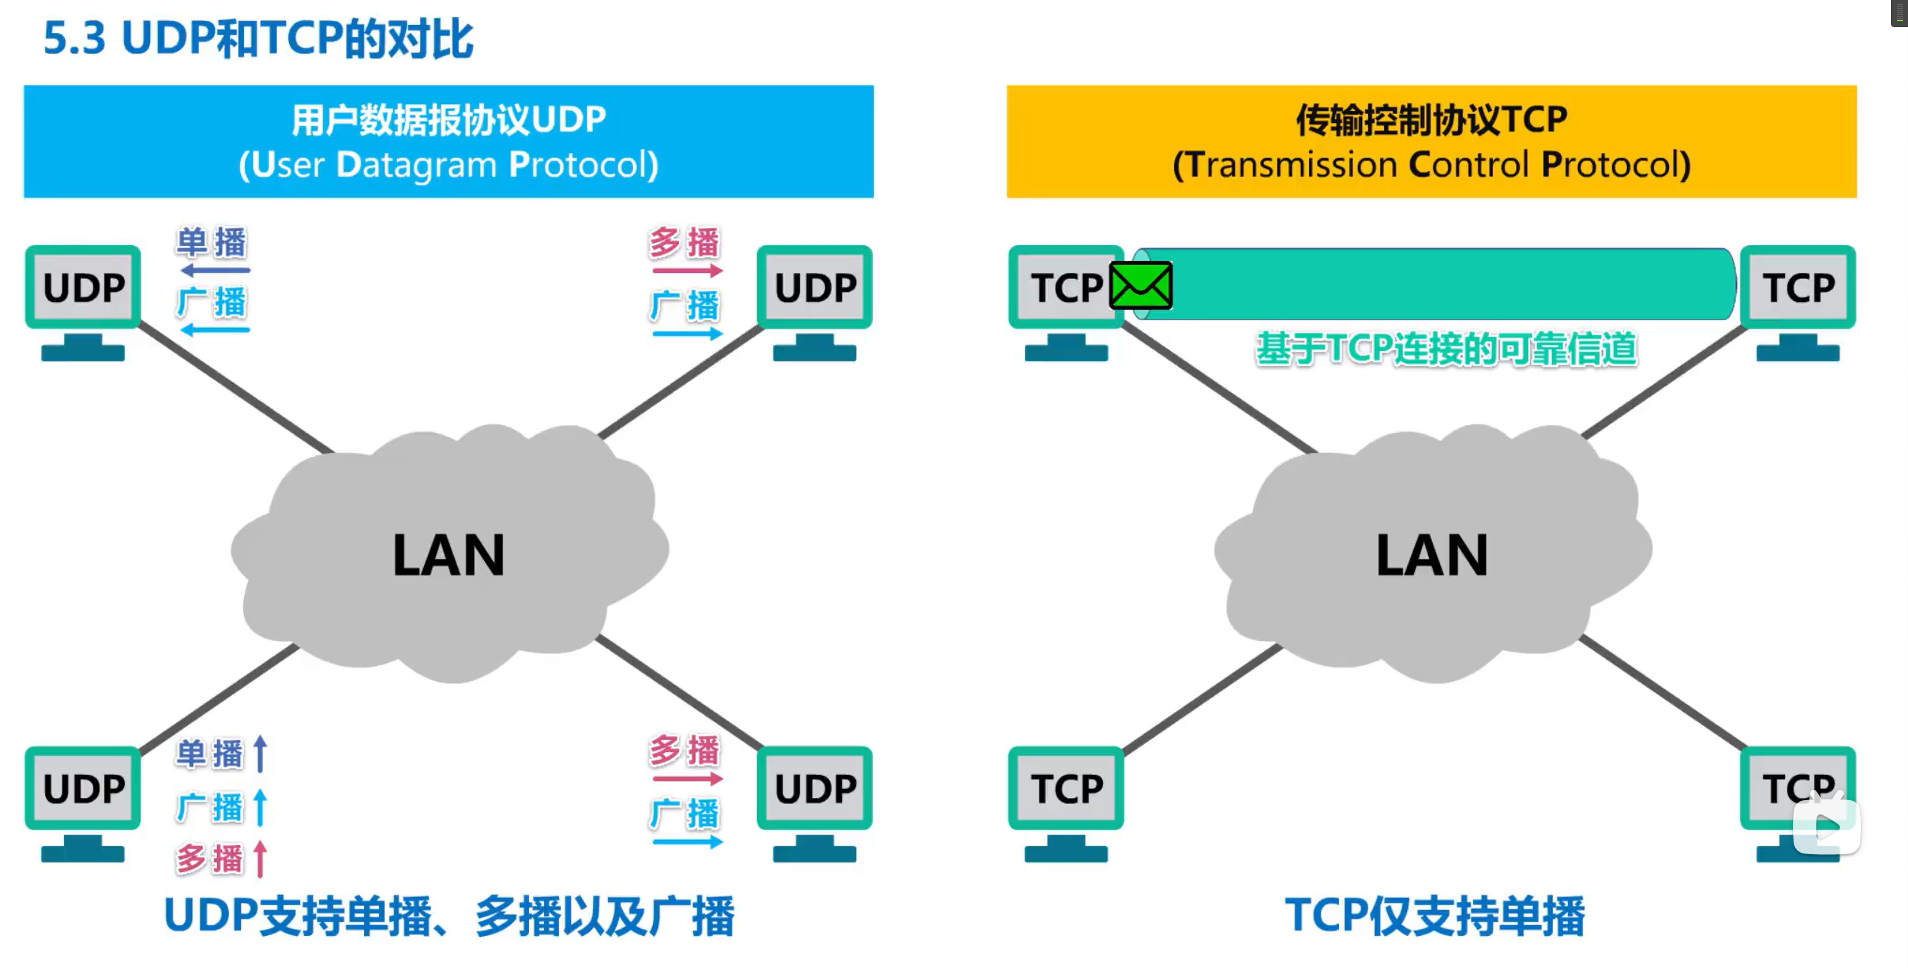 5.3 UDP和TCP的对比
用户数据报协议UDP
(User Datagram Protocol)
单播
广播
多播
广播
UDP
UDP
LAN
单播
广播
多播
多播
广播
UDP
UDP
UDP支持单播、多播以及广播
传输控制协议TCP
(Transmission Control Protocol)
TCP
TCP
基于TCP连接的可靠信道
LAN
TCP
TCP
TCP仅支持单播